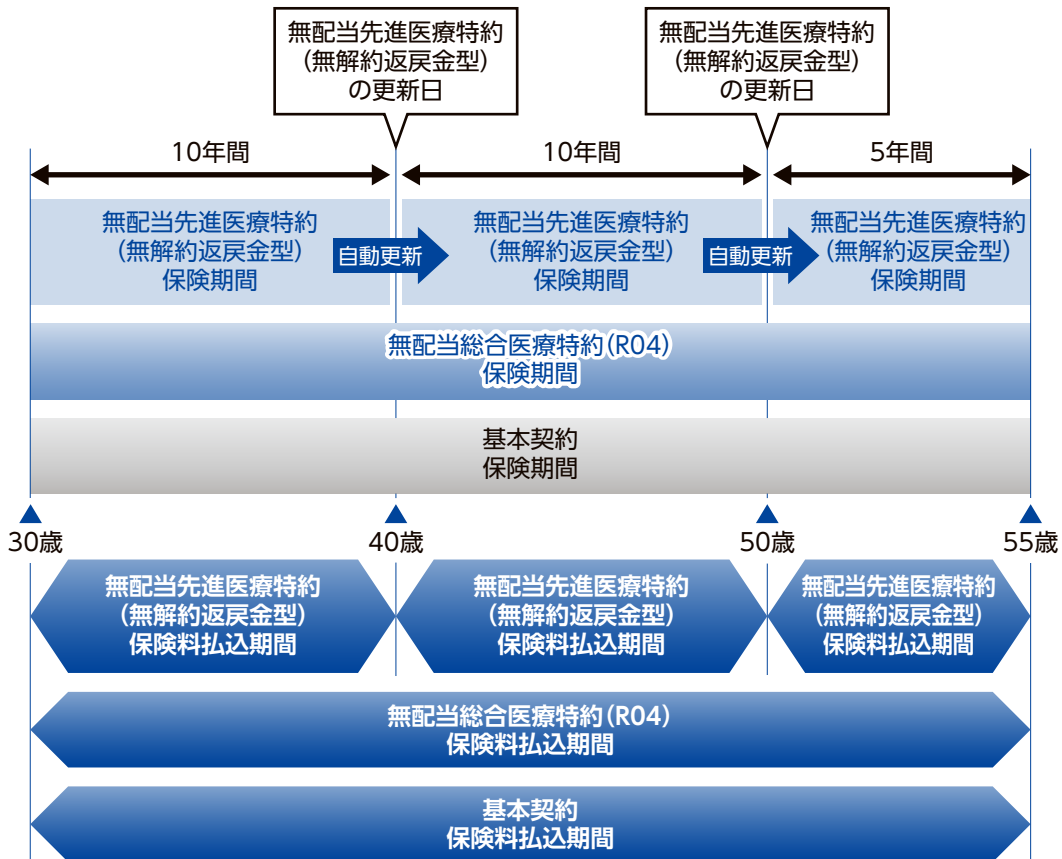 無配当先進医療特約
(無解約返戻金型)
の更新日
無配当先進医療特約
(無解約返戻金型)
の更新日
10年間
10年間
5年間
無配当先進医療特約
(無解約返戻金型)
保険期間
自動更新
無配当先進医療特約
(無解約返戻金型)
保険期間
自動更新
無配当先進医療特約
(無解約返戻金型)
保険期間
無配当総合医療特約(R04)
保険期間
基本契約
保険期間
30歳
40歳
50歳
55歳
無配当先進医療特約
(無解約返戻金型)
保険料払込期間
無配当先進医療特約
(無解約返戻金型)
保険料払込期間
無配当先進医療特約
(無解約返戻金型)
保険料払込期間
無配当総合医療特約(R04)
保険料払込期間
基本契約
保険料払込期間